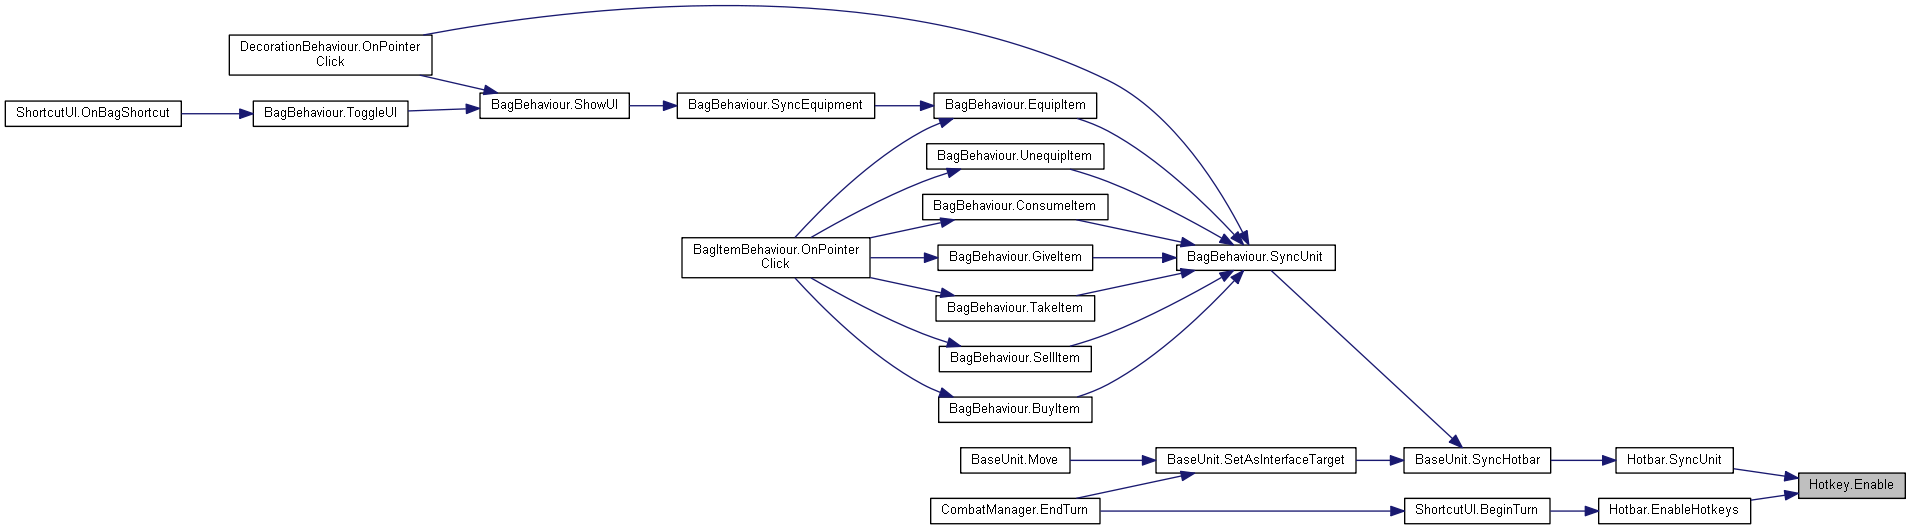 DecorationBehaviour.OnPointer
Click
ShortcutUI.OnBagShortcut
BagBehaviour.ToggleUI
BagBehaviour.ShowUI
BagBehaviour.SyncEquipment
BagBehaviour.EquipItem
BagBehaviour.UnequipItem
BagBehaviour.ConsumeItem
BagItemBehaviour.OnPointer
Click
BagBehaviour.GiveItem
BagBehaviour.SyncUnit
BagBehaviour.TakeItem
BagBehaviour.SellItem
BagBehaviour.BuyItem
BaseUnit.Move
BaseUnit.SetAsInterfaceTarget
BaseUnit.SyncHotbar
Hotbar.SyncUnit
Hotkey.Enable
CombatManager.EndTurn
ShortcutUI.BeginTurn
Hotbar.EnableHotkeys